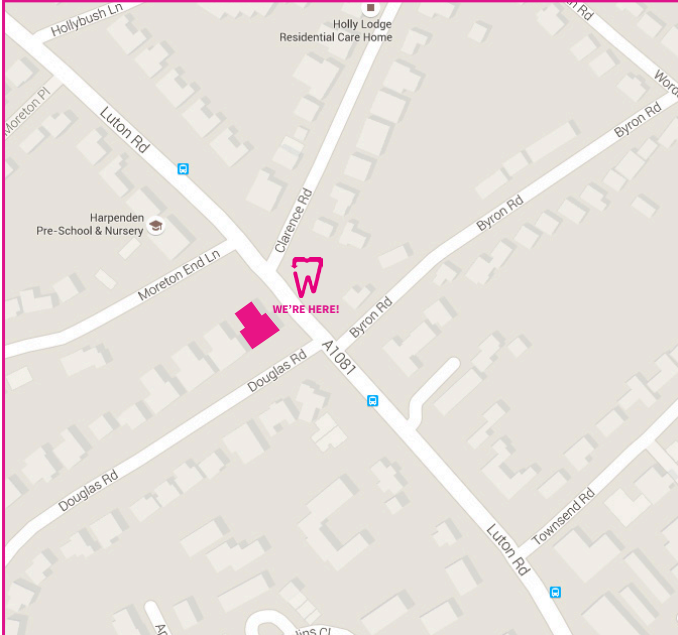 Hollybush Ln
Holly Lodge
Residential Care Home
Moreton Pl
Luton Rd
Byron Rd
Clarence Rd
Harpenden
Pre-School & Nursery
Byron Rd
Moreton End Ln
WE'RE HERE!
Byron Rd
A1081
Douglas Rd
Douglas Rd
Townsend Rd
Luton Rd